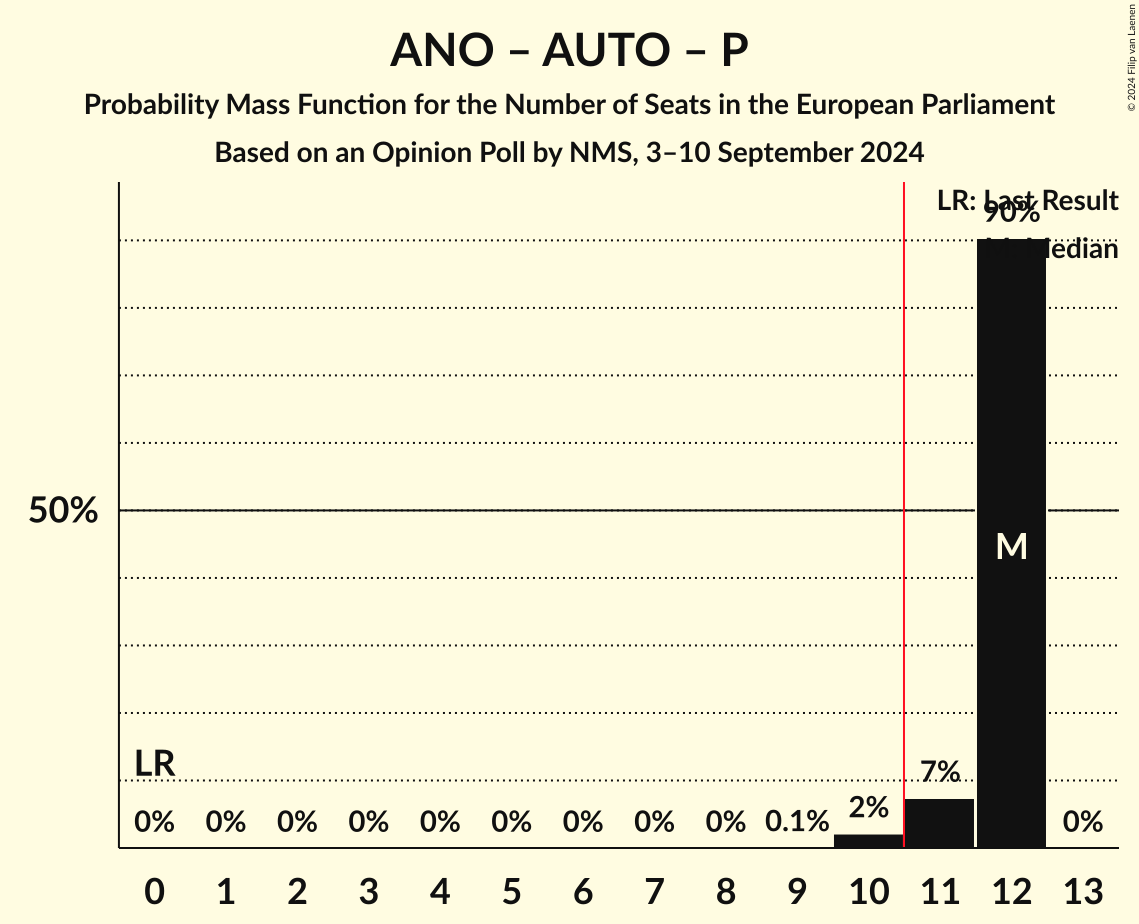 ANO – AUTO – P
Probability Mass Function for the Number of Seats in the European Parliament
Based on an Opinion Poll by NMS, 3–10 September 2024
© 2024 Filip van Laenen
LR: Last Result
90%
M: Median
50%
M
LR
0% 0% 0% 0% 0% 0% 0% 0% 0% 0.1% 2% 7% 0%
0 1 2 3 4 5 6 7 8 9 10 11 12 13